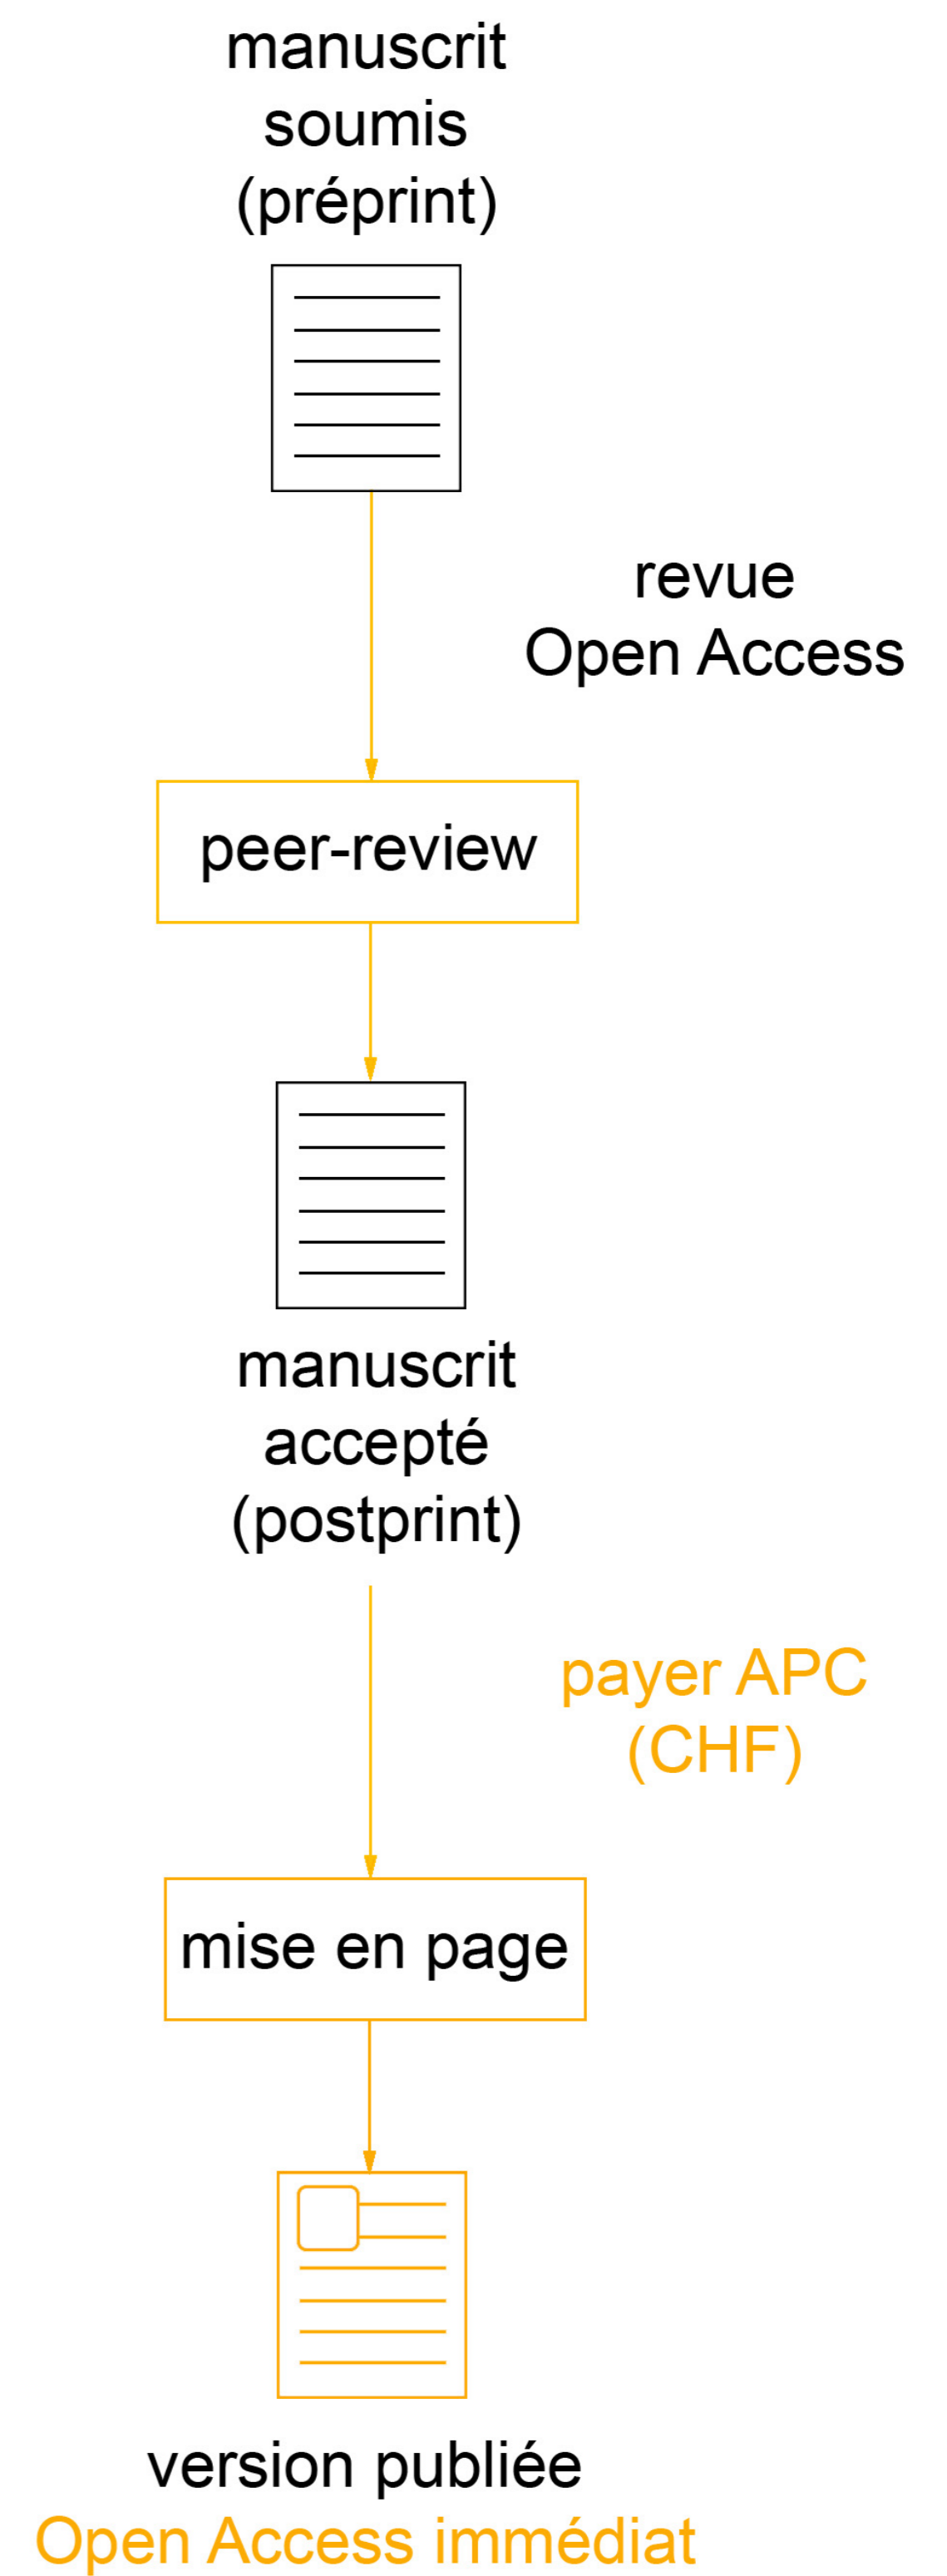 manuscrit
soumis
(préprint)
revue
Open Access
peer-review
manuscrit
accepté
(postprint)
payer APC
(CHF)
mise en page
version publiée
Open Access immédiat